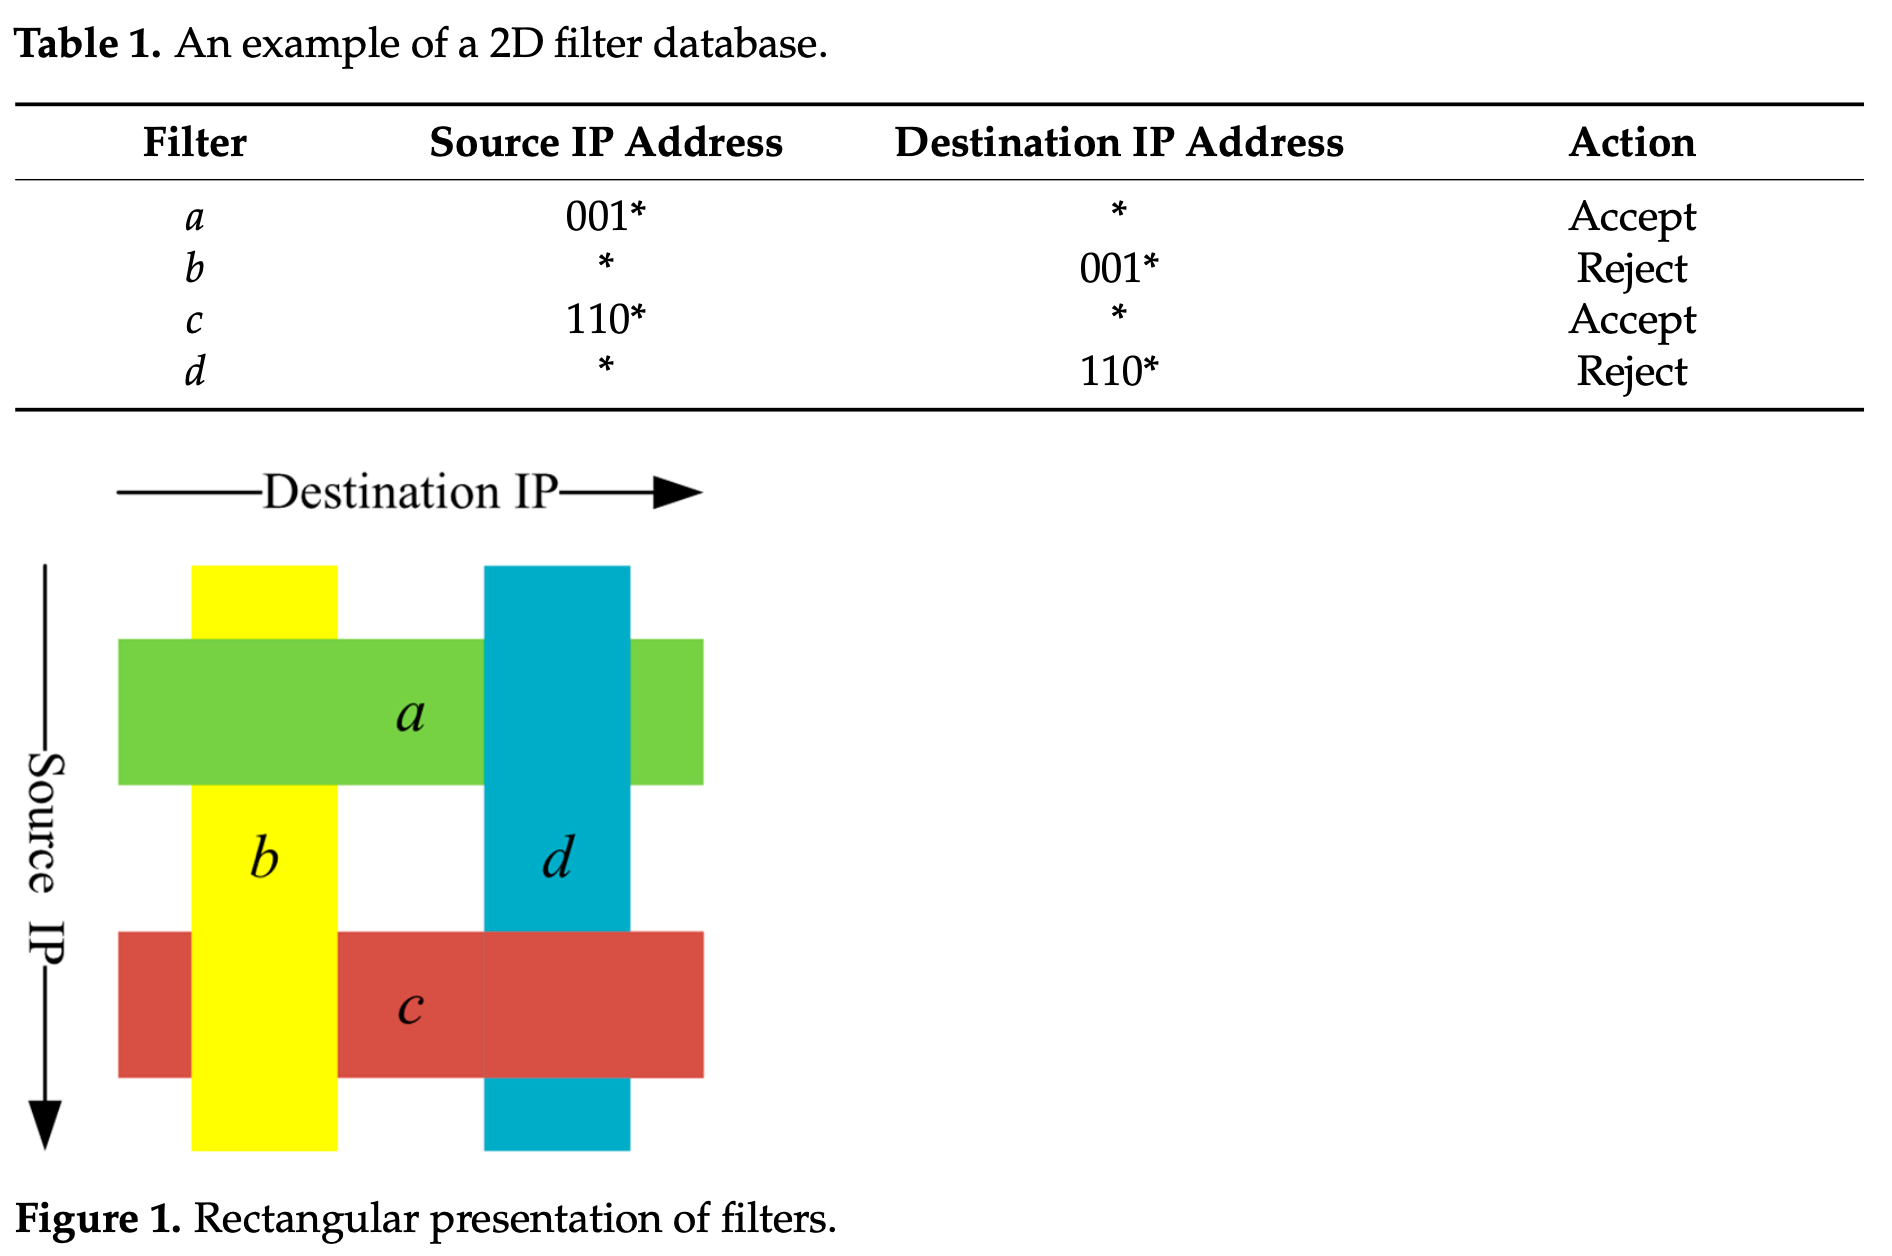 Table 1. An example of a 2D filter database.
Filter Source IP Address Destination IP Address Action
a 001* * Accept
b * 001* Reject
c 110* * Accept
d * 110* Reject
Destination IP
Source IP
a
b d
c
Figure 1. Rectangular presentation of filters.